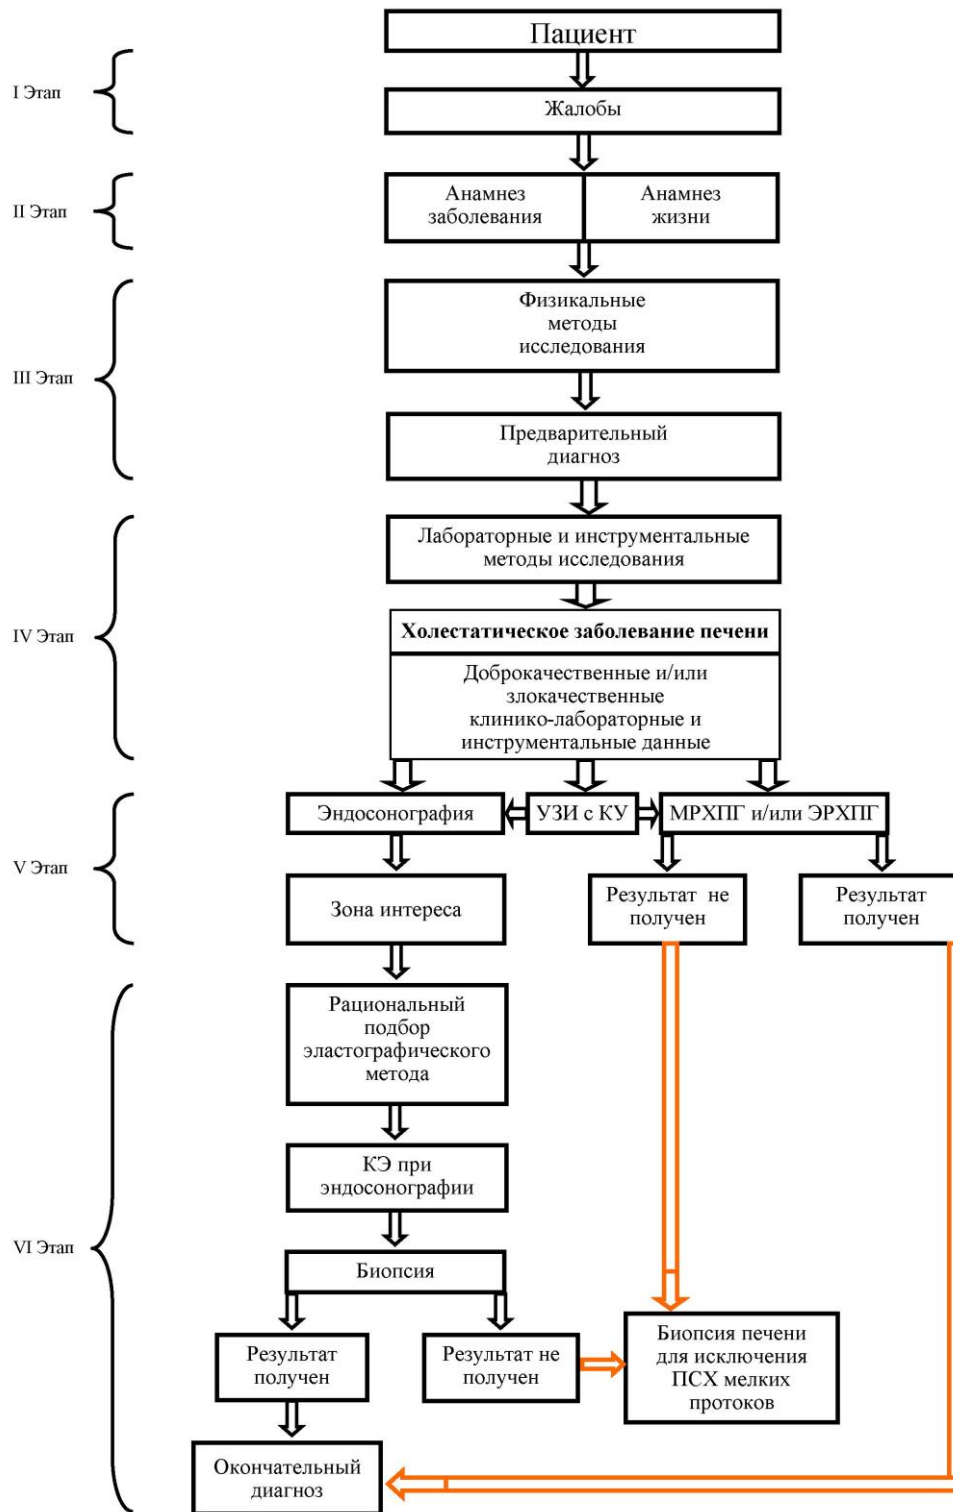 Пациент
I Этап
Жалобы
II Этап
Анамнез
заболевания
Анамнез
жизни
III Этап
Физикальные
методы
исследования
Предварительный
диагноз
IV Этап
Лабораторные и инструментальные
методы исследования
Холестатическое заболевание печени
Доброкачественные и/или
злокачественные
клинико-лабораторные и
инструментальные данные
V Этап
Эндосонография
УЗИ с КУ
МРХПГ и/или ЭРХПГ
Зона интереса
Результат не
получен
Результат
получен
VI Этап
Рациональный
подбор
эластографического
метода
КЭ при
эндосонографии
Биопсия
Результат
получен
Результат не
получен
Биопсия печени
для исключения
ПСХ мелких
протоков
Окончательный
диагноз